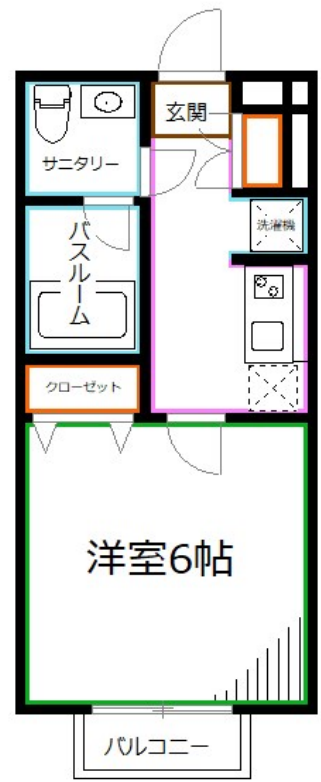 玄関
サニタリー
洗濯機
バスルーム
クローゼット
洋室6帖
バルコニー